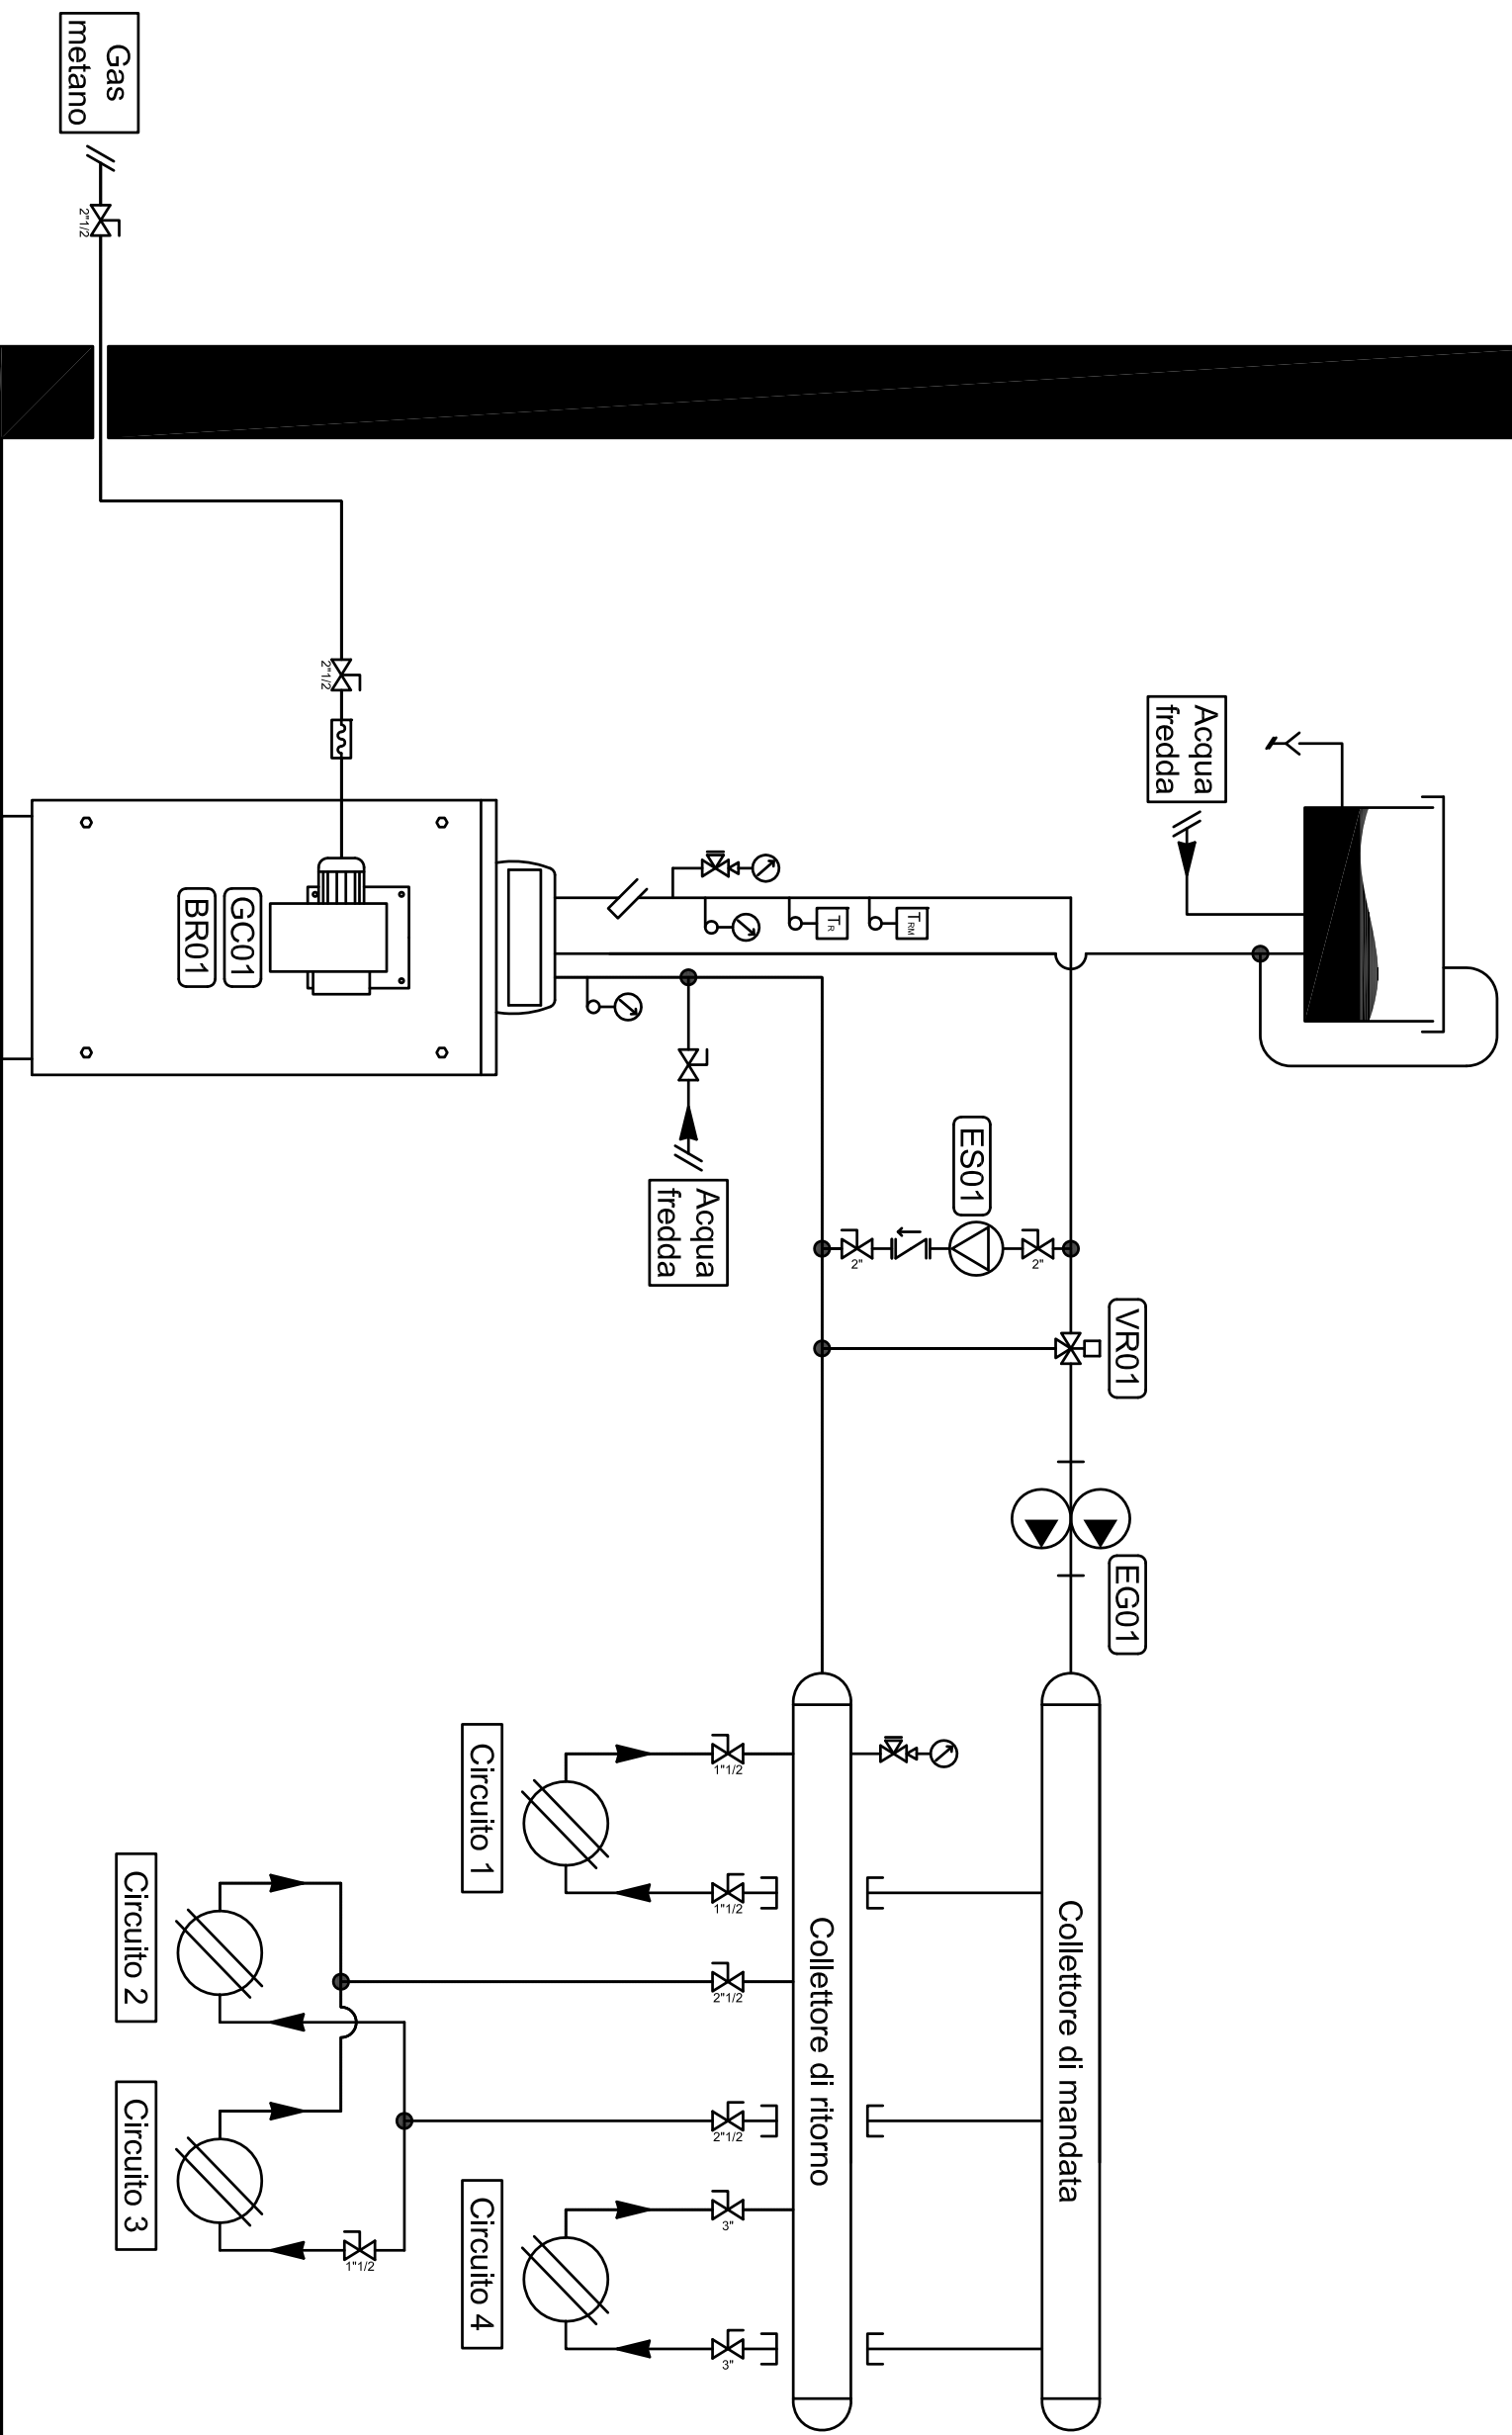 Gas
metano
2"1/2
2"1/2
Acqua
fredda
GC01
BR01
TR
TRM
Acqua
fredda
ES01
2"
2"
VR01
EG01
Collettore di mandata
Collettore di ritorno
1"1/2
1"1/2
2"1/2
2"1/2
3"
3"
1"1/2
Circuito 1
Circuito 2
Circuito 3
Circuito 4